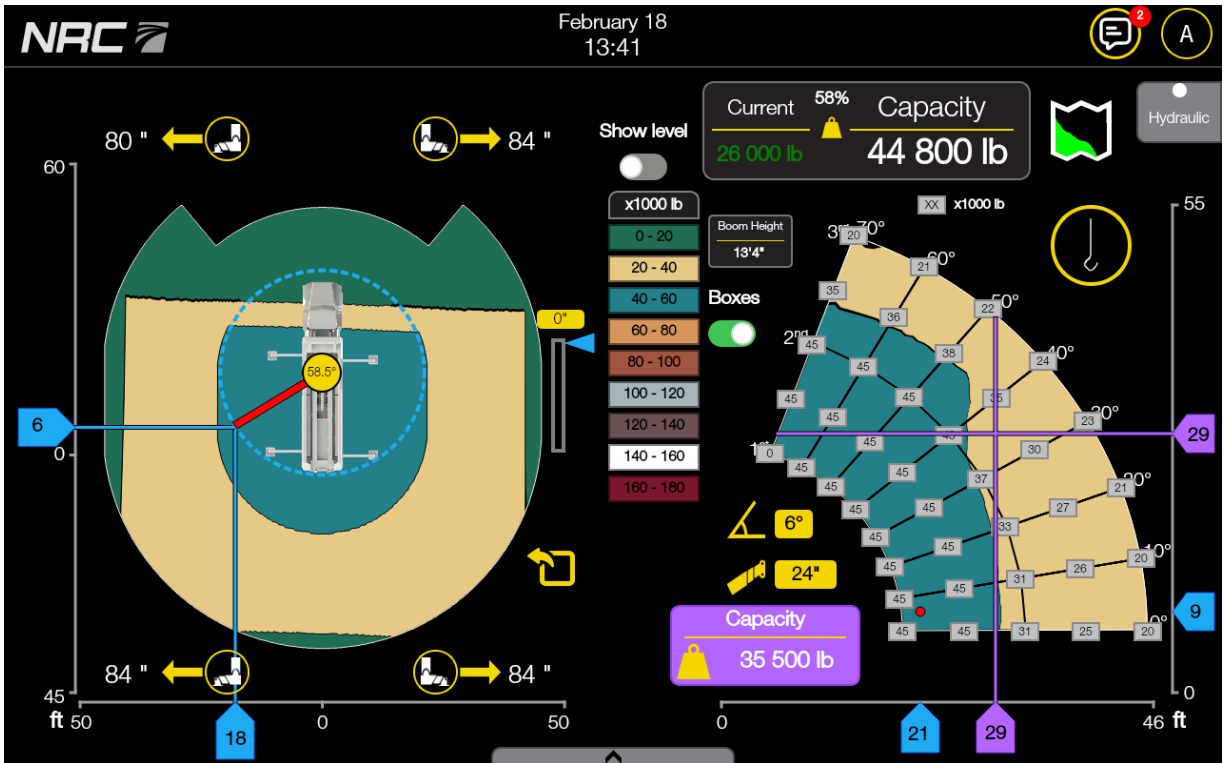 NRC
February 18
13:41
2
A
80 "
84 "
Show level
Current
58%
Capacity
26 000 lb
44 800 lb
Hydraulic
60
x1000 lb
0 - 20
20 - 40
40 - 60
60 - 80
80 - 100
100 - 120
120 - 140
140 - 160
160 - 180
Boom Height
13'4"
Boxes
XX x1000 lb
55
20
70°
21
60°
35
22
50°
36
2ⁿᵈ
45
38
24
40°
45
45
45
35
23
30°
45
45
45
30
0
45
45
37
21
20°
45
45
45
33
27
45
45
20
10°
45
31
26
45
45
0°
45
45
31
25
20
0"
58.5°
6
0
29
6°
24"
9
Capacity
35 500 lb
84 "
84 "
45
0
ft
50
0
50
18
0
21
29
46
ft